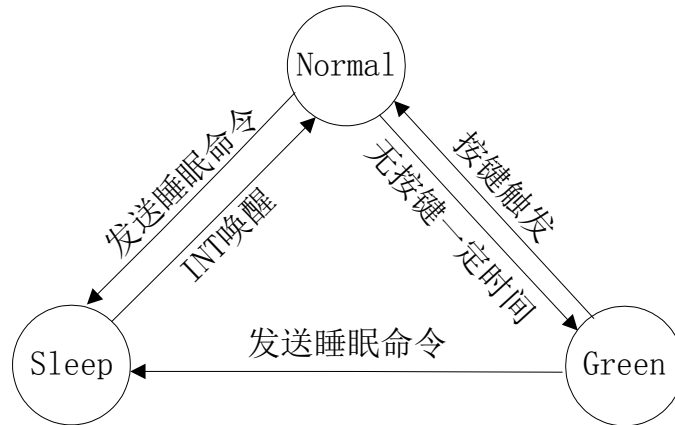 Normal
发送睡眠命令
INT唤醒
无按键一定时间
按键触发
发送睡眠命令
Sleep
Green